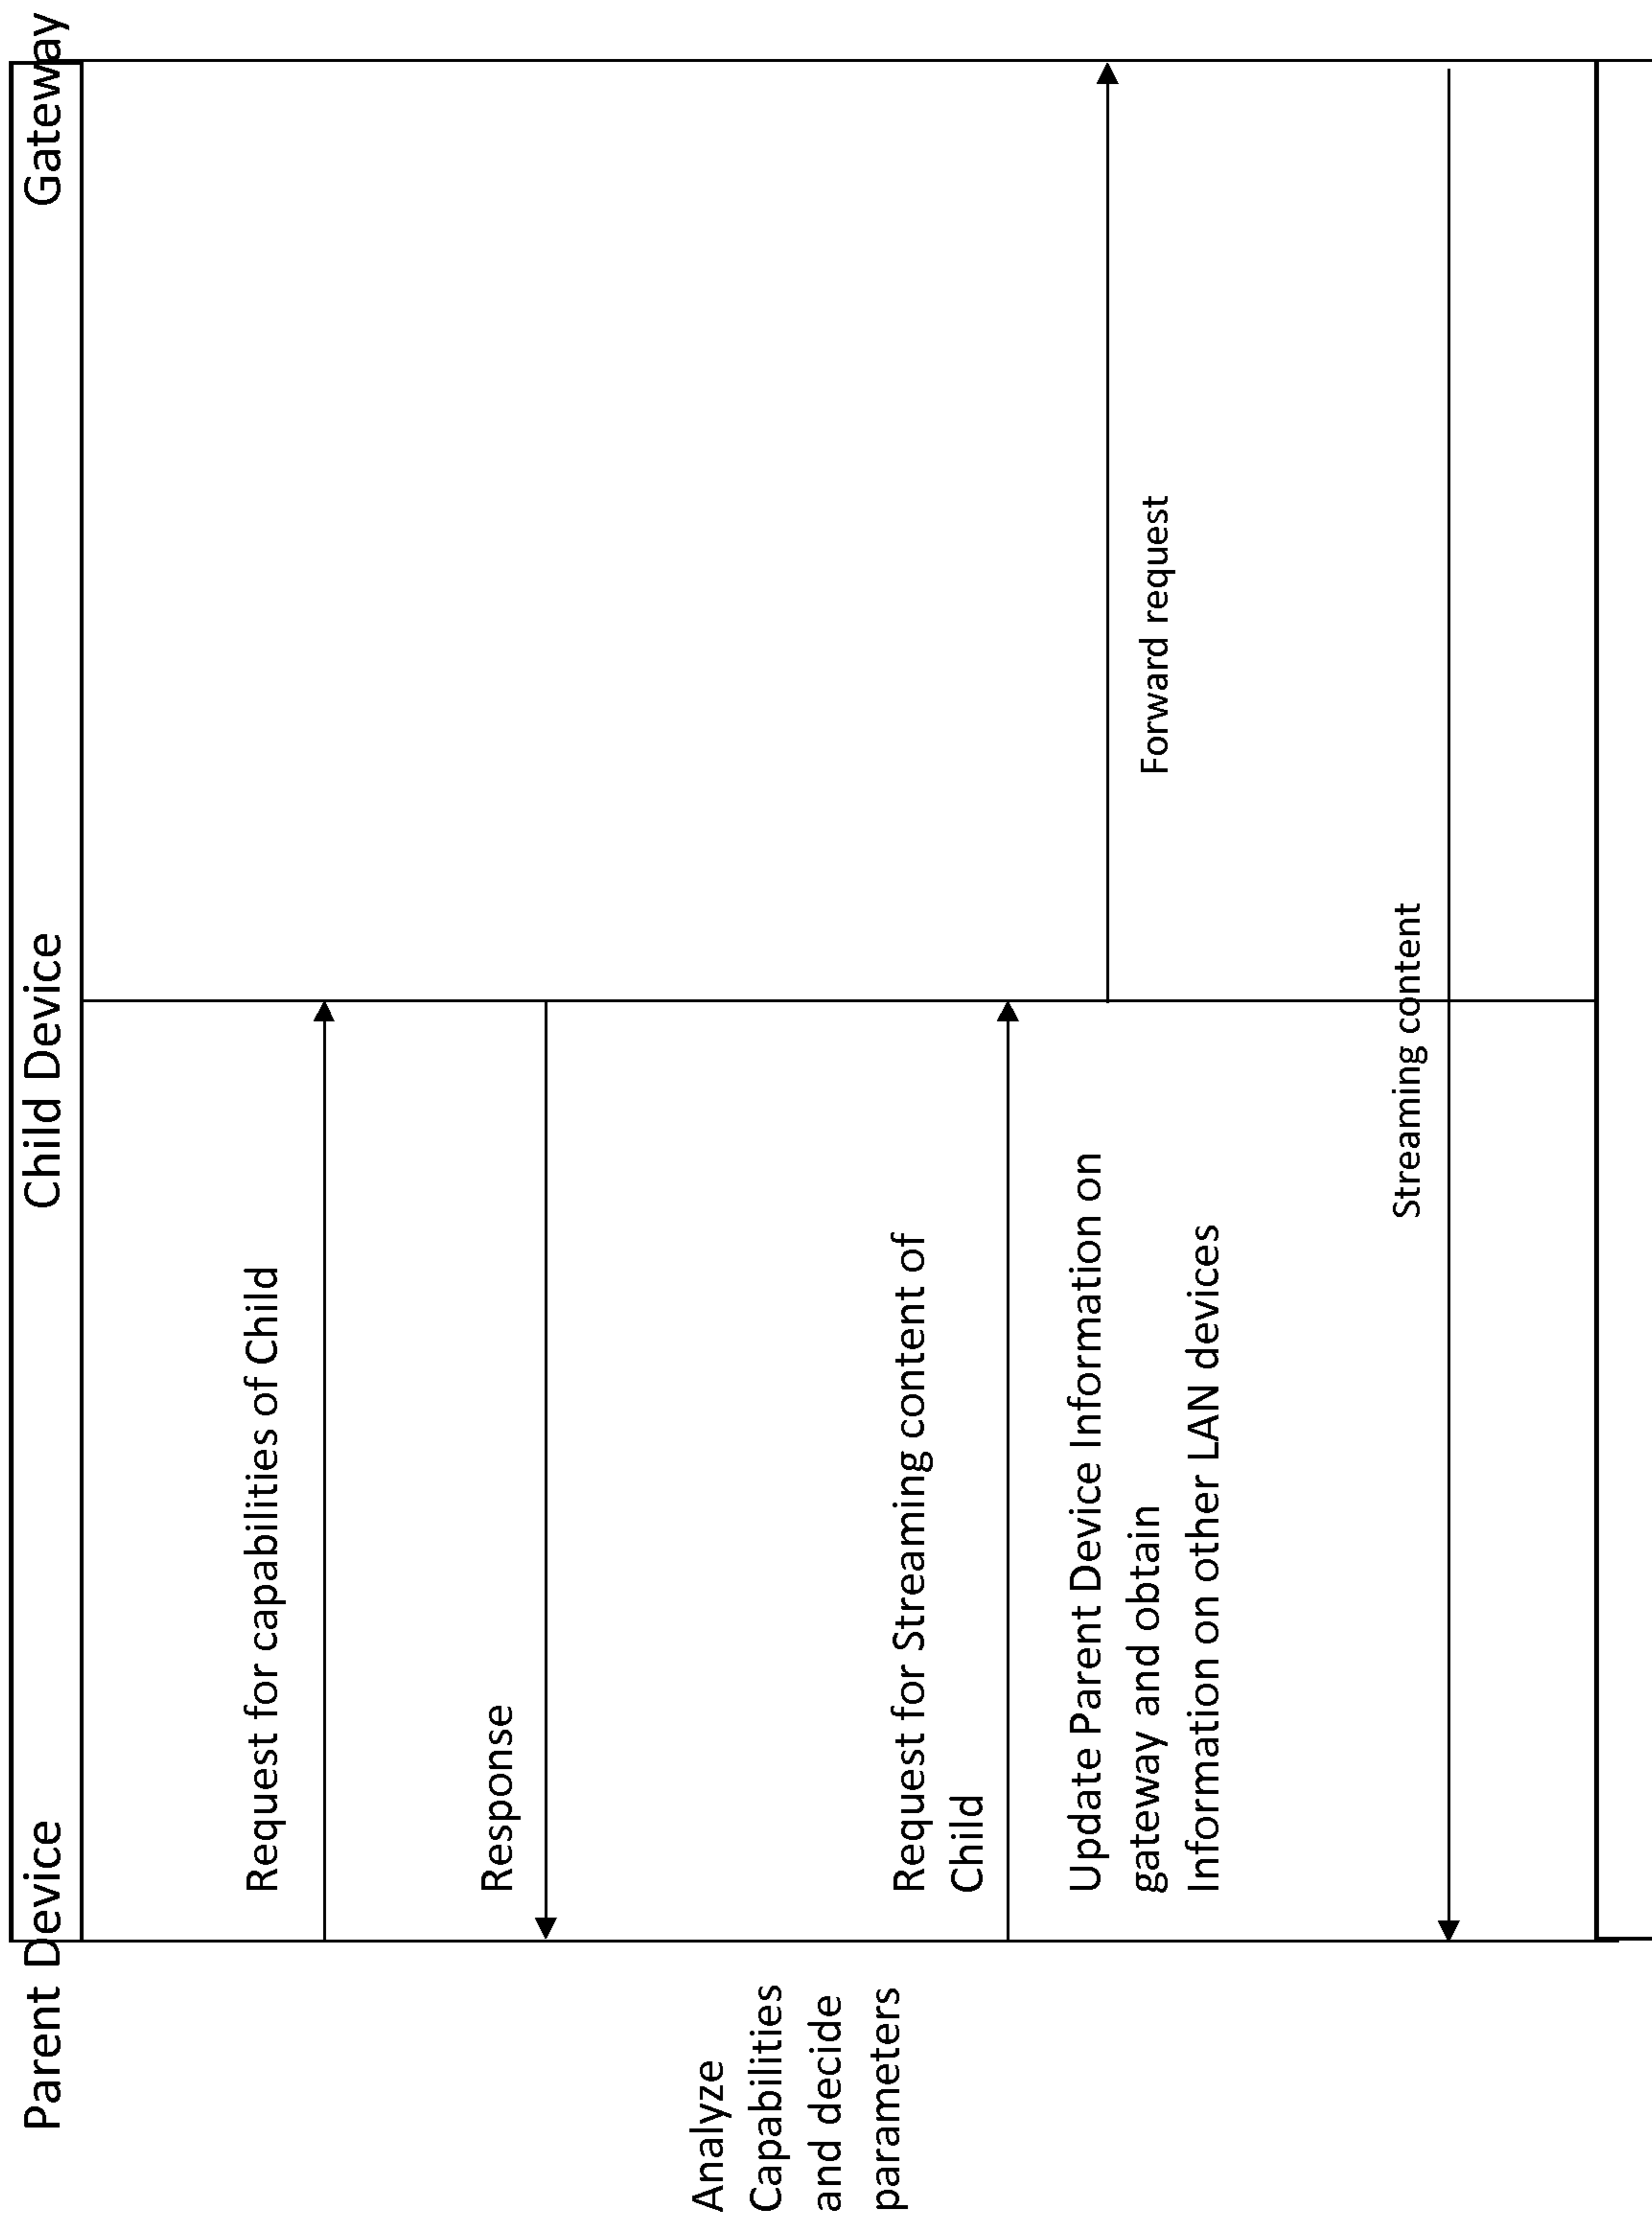 Parent Device
Child Device
Gateway
Request for capabilities of Child
Response
Analyze
Capabilities
and decide
parameters
Request for Streaming content of
Child
Update Parent Device Information on
gateway and obtain
Information on other LAN devices
Forward request
Streaming content